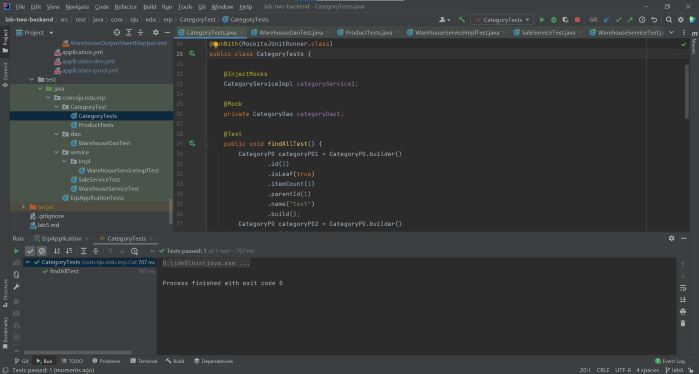 File Edit View Navigate Code Refactor Build Run Tools Git Window Help
lab-two-backend src test java com nju edu erp CategoryTest CategoryTests
CategoryTests
Git:
Project
CategoryTests.java
WarehouseDaoTest.java
ProductTests.java
WarehouseServiceImplTest.java
SaleServiceTest.java
WarehouseServiceTest.java
WarehouseOutputSheetMapper.xml
application.yml
application-dev.yml
application-prod.yml
test
java
com.nju.edu.erp
CategoryTest
CategoryTests
ProductTests
dao
WarehouseDaoTest
service
Impl
WarehouseServiceImplTest
SaleServiceTest
WarehouseServiceTest
ErpApplicationTests
target
.gitignore
lab5.md
19 @RunWith(MockitoJUnitRunner.class)
20 public class CategoryTests {
21
22
23 @InjectMocks
24 CategoryServiceImpl categoryService1;
25
26 @Mock
27 private CategoryDao categoryDao1;
28 @Test
29 public void findAllTest() {
30 CategoryPO categoryPO1 = CategoryPO.builder()
31 .id(1)
32 .isLeaf(true)
33 .itemCount(1)
34 .parentId(1)
35 .name("test")
36 .build();
37 CategoryPO categoryPO2 = CategoryPO.builder()
Run: ErpApplication CategoryTests
Tests passed: 1 of 1 test – 707 ms
CategoryTests (com.nju.edu.erp.Cat 707 ms
findAllTest 707 ms
D:\jdk8\bin\java.exe ...
Process finished with exit code 0
Project
Commit
Structure
Bookmarks
Maven
Git Run TODO Problems Terminal Build Dependencies
Event Log
Tests passed: 1 (moments ago)
20:1 CRLF UTF-8 4 spaces lab6